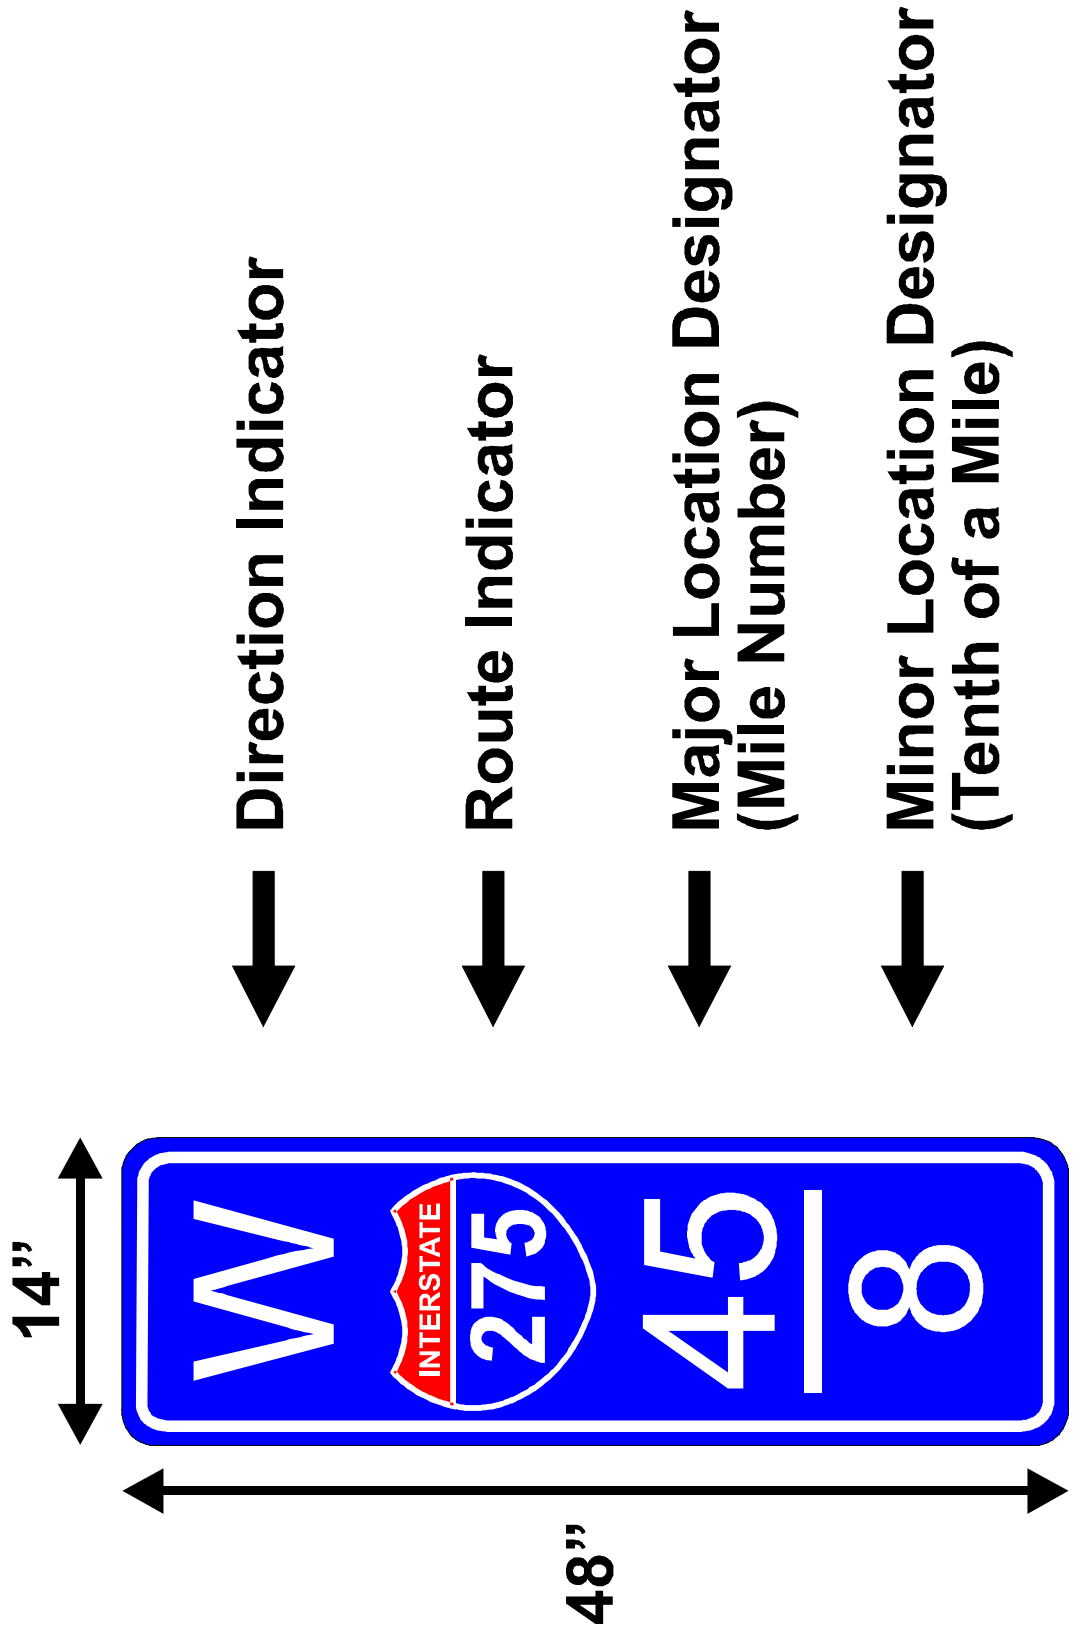 14”
48”
W
INTERSTATE
275
45
8
Direction Indicator
Route Indicator
Major Location Designator
(Mile Number)
Minor Location Designator
(Tenth of a Mile)